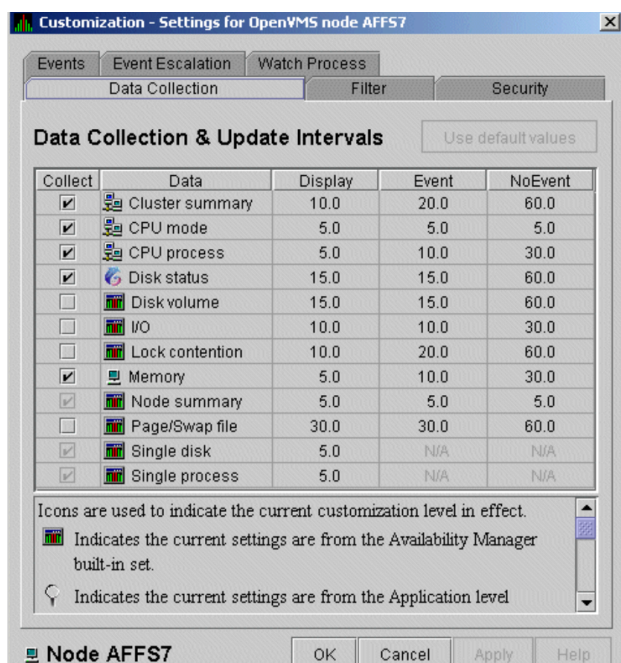 Customization - Settings for OpenVMS node AFFS7
Events Event Escalation Watch Process
Data Collection Filter Security
Data Collection & Update Intervals Use default values
Collect Data Display Event NoEvent
Cluster summary 10.0 20.0 60.0
CPU mode 5.0 5.0 5.0
CPU process 5.0 10.0 30.0
Disk status 15.0 15.0 60.0
Disk volume 15.0 15.0 60.0
I/O 10.0 10.0 30.0
Lock contention 10.0 20.0 60.0
Memory 5.0 10.0 30.0
Node summary 5.0 5.0 5.0
Page/Swap file 30.0 30.0 60.0
Single disk 5.0 N/A N/A
Single process 5.0 N/A N/A
Icons are used to indicate the current customization level in effect.
Indicates the current settings are from the Availability Manager
built-in set.
Indicates the current settings are from the Application level
Node AFFS7 OK Cancel Apply Help